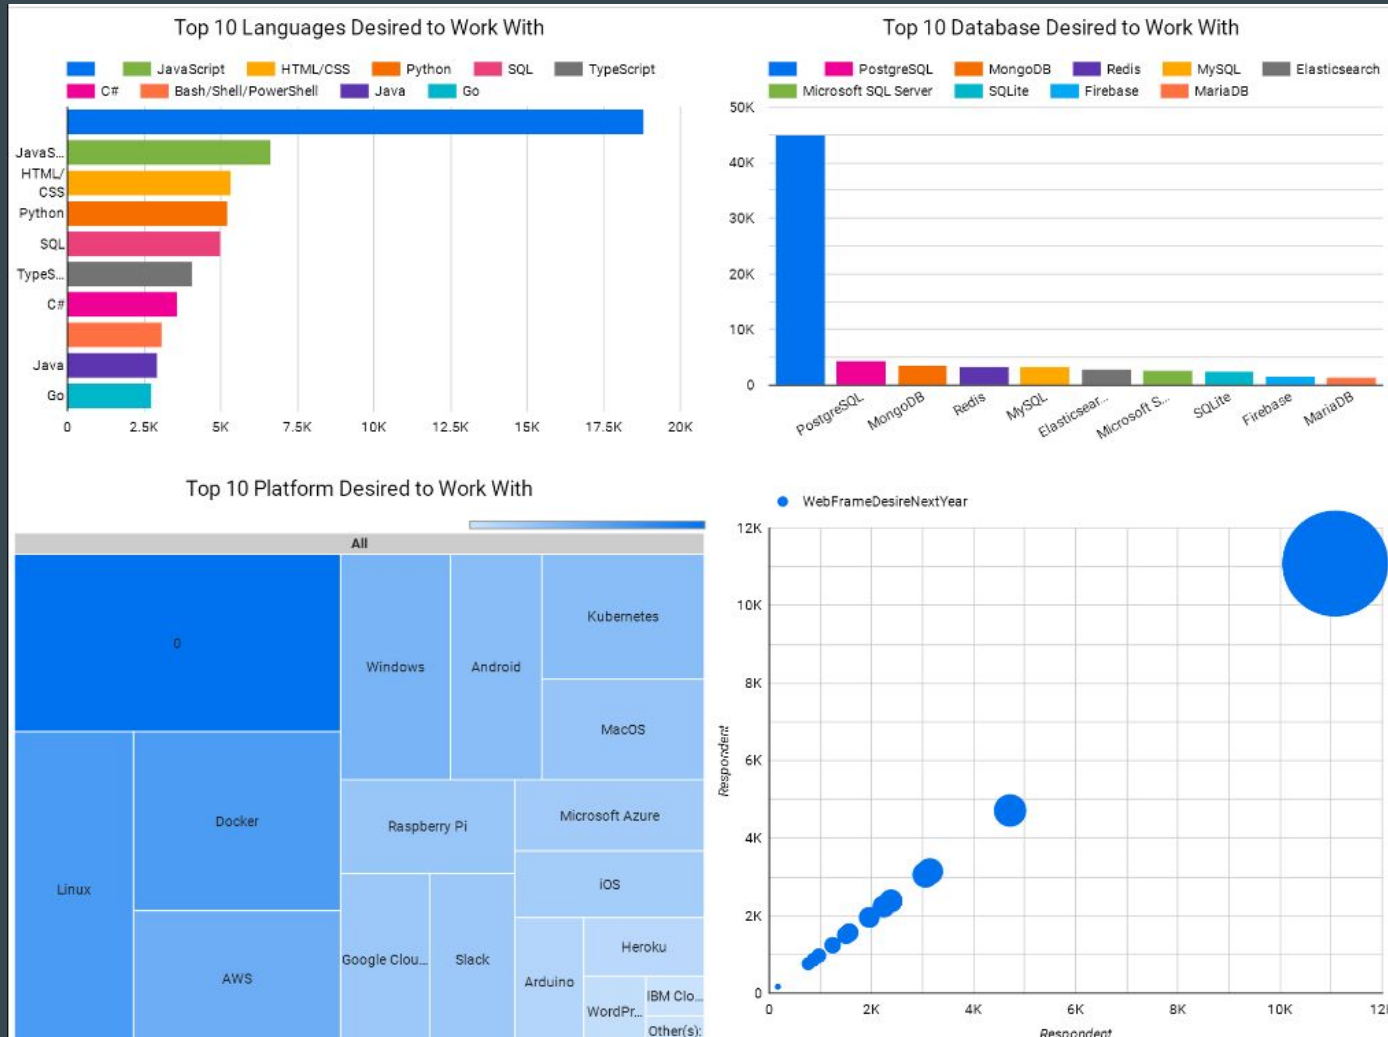 Top 10 Languages Desired to Work With
JavaScript HTML/CSS Python SQL TypeScript
C# Bash/Shell/PowerShell Java Go
JavaS...
HTML/
CSS
Python
SQL
TypeS...
C#
Java
Go
0 2.5K 5K 7.5K 10K 12.5K 15K 17.5K 20K
Top 10 Database Desired to Work With
PostgreSQL MongoDB Redis MySQL Elasticsearch
Microsoft SQL Server SQLite Firebase MariaDB
50K
40K
30K
20K
10K
0
PostgreSQL MongoDB Redis MySQL Elasticsear... Microsoft S... SQLite Firebase MariaDB
Top 10 Platform Desired to Work With
All
0
Windows
Android
Kubernetes
MacOS
Linux
Docker
AWS
Raspberry Pi
Microsoft Azure
iOS
Google Clou...
Slack
Arduino
Heroku
WordPr...
IBM Clo...
Other(s):
WebFrameDesireNextYear
12K
10K
8K
6K
4K
2K
0
Respondent
0 2K 4K 6K 8K 10K 12K
Respondent